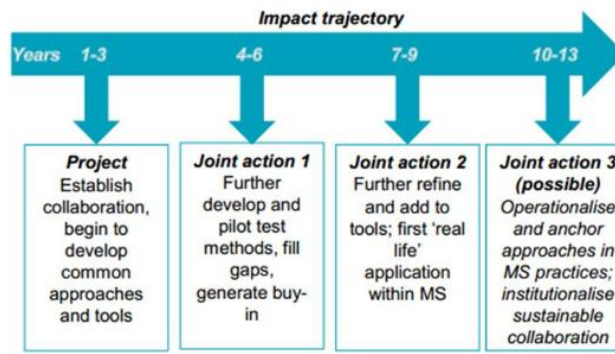 Impact trajectory
Years 1-3 4-6 7-9 10-13
Project
Establish
collaboration,
begin to
develop
common
approaches
and tools
Joint action 1
Further
develop and
pilot test
methods, fill
gaps,
generate buy-
in
Joint action 2
Further refine
and add to
tools; first ‘real
life’
application
within MS
Joint action 3
(possible)
Operationalise
and anchor
approaches in
MS practices;
institutionalise
sustainable
collaboration